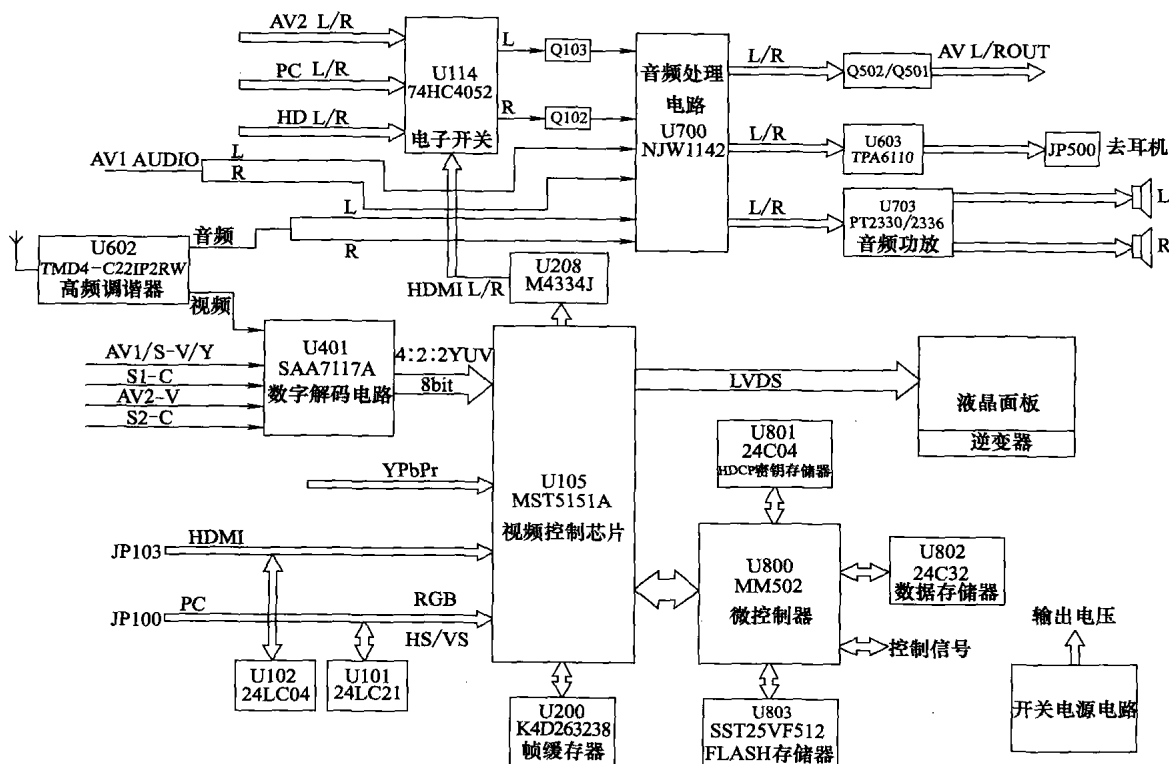 AV2 L/R
PC L/R
HD L/R
U114
74HC4052
电子开关
L
R
Q103
Q102
音频处理
电路
U700
NJW1142
L/R
Q502/Q501
AV L/ROUT
L/R
U603
TPA6110
JP500
去耳机
L/R
U703
PT2330/2336
音频功放
L
R
AV1 AUDIO
L
R
音频
L
R
U602
TMD4-C22IP2RW
高频调谐器
视频
HDMI L/R
U208
M4334J
AV1/S-V/Y
S1-C
AV2-V
S2-C
U401
SAA7117A
数字解码电路
4:2:2YUV
8bit
LVDS
液晶面板
逆变器
YPbPr
U105
MST5151A
视频控制芯片
U801
24C04
HDCP密钥存储器
JP103
HDMI
U800
MM502
微控制器
U802
24C32
数据存储器
JP100
PC
RGB
HS/VS
控制信号
输出电压
U102
24LC04
U101
24LC21
U200
K4D263238
帧缓存器
U803
SST25VF512
FLASH存储器
开关电源电路